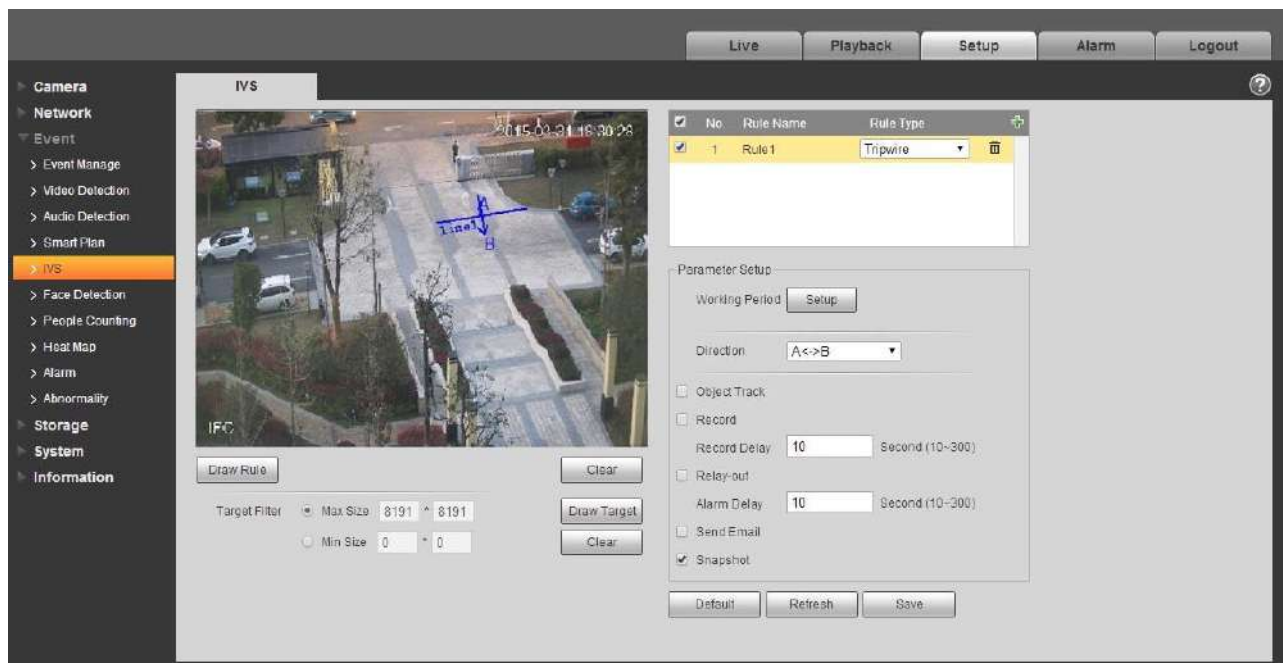 Live Playback Setup Alarm Logout
Camera
Network
Event
> Event Manage
> Video Detection
> Audio Detection
> Smart Plan
> IVS
> Face Detection
> People Counting
> Heat Map
> Alarm
> Abnormality
Storage
System
Information
IVS
?
18:30:28
A
Line1
B
IPC
Draw Rule Clear
Target Filter Max Size 8191 * 8191 Draw Target
Min Size 0 * 0 Clear
No. Rule Name Rule Type
1 Rule1 Tripwire
Parameter Setup
Working Period Setup
Direction A<->B
Object Track
Record
Record Delay 10 Second (10~300)
Relay-out
Alarm Delay 10 Second (10~300)
Send Email
Snapshot
Default Refresh Save